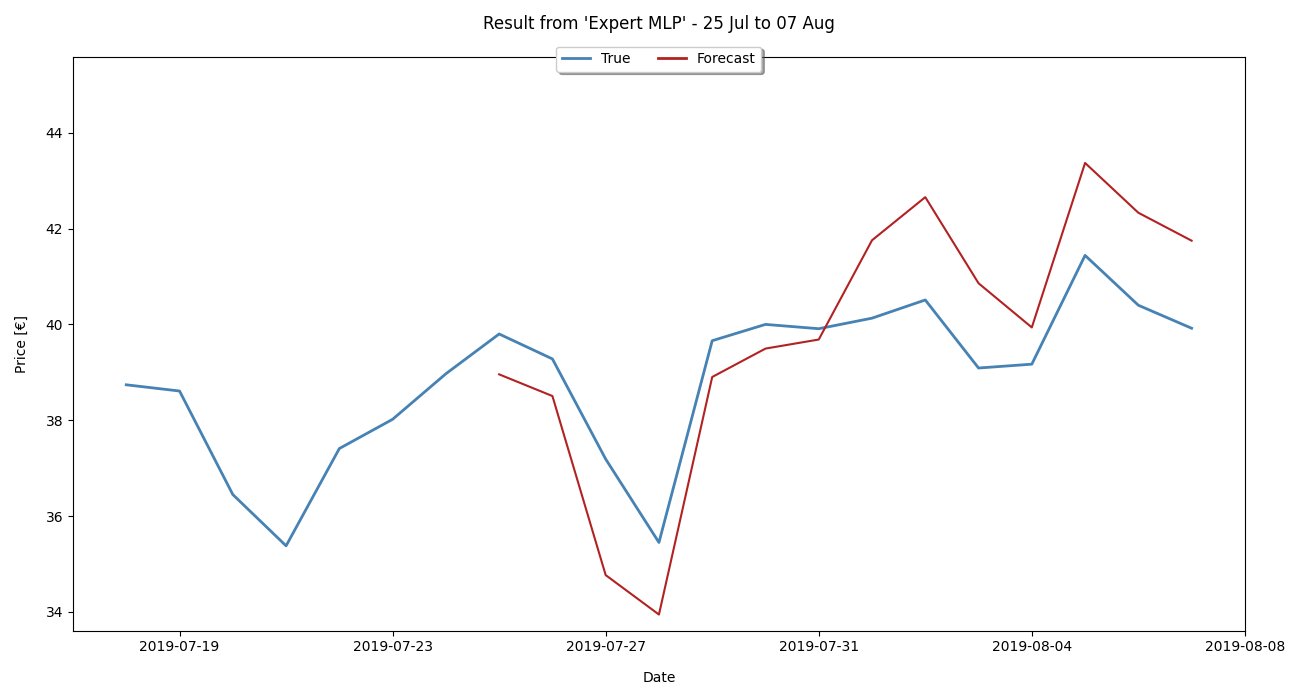 Result from 'Expert MLP' - 25 Jul to 07 Aug
True Forecast
44
42
40
38
36
34
Price [€]
2019-07-19 2019-07-23 2019-07-27 2019-07-31 2019-08-04 2019-08-08
Date